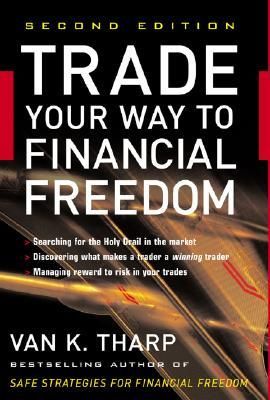 SECOND EDITION
TRADE
YOUR WAY TO
FINANCIAL
FREEDOM
> Searching for the Holy Grail in the market
> Discovering what makes a trader a winning trader
> Managing reward to risk in your trades
VAN K. THARP
BESTSELLING AUTHOR OF
SAFE STRATEGIES FOR FINANCIAL FREEDOM